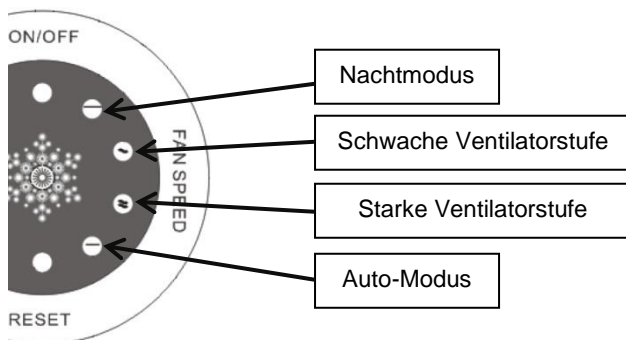 ON/OFF
Nachtmodus
Schwache Ventilatorstufe
FAN SPEED
Starke Ventilatorstufe
Auto-Modus
RESET